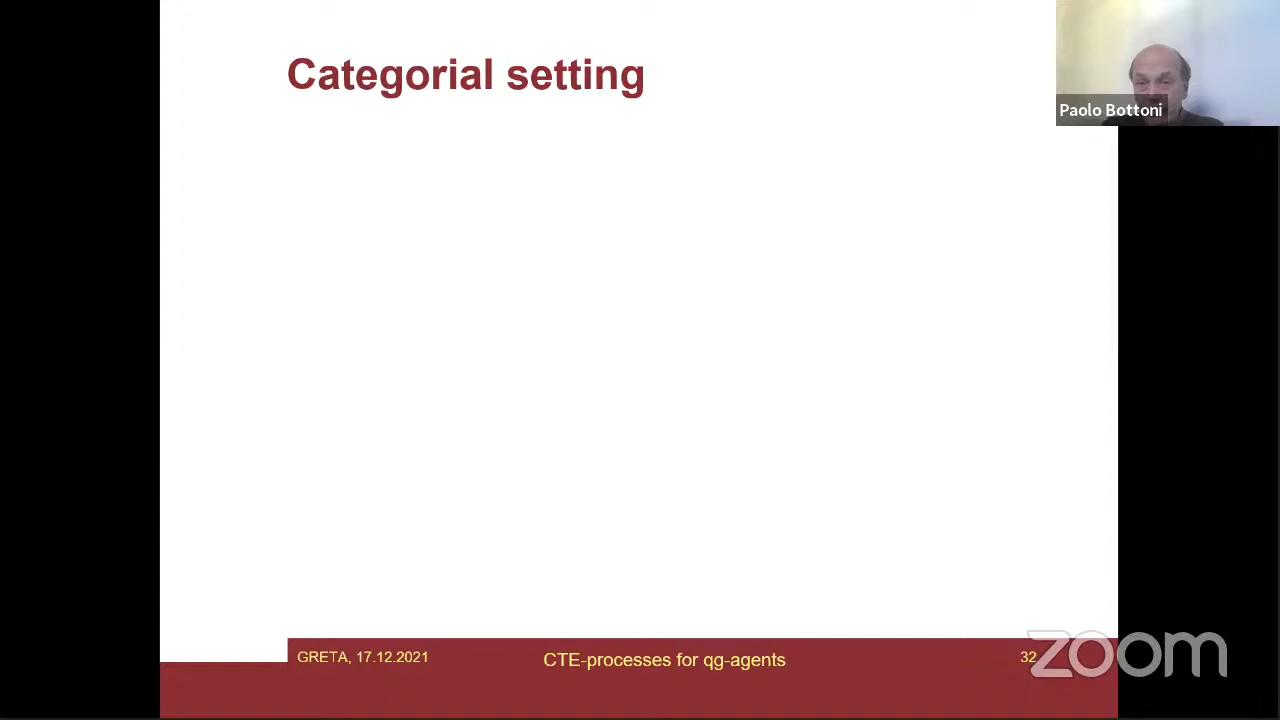 Categorial setting
Paolo Bottoni
GRETA, 17.12.2021
CTE-processes for qg-agents
32
zoom